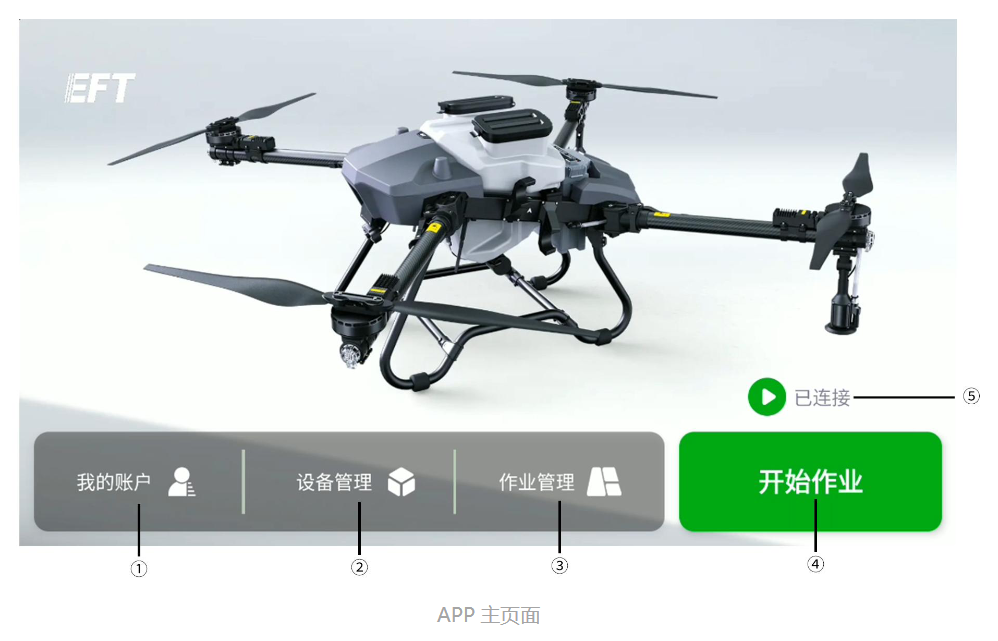 EFT
已连接
⑤
我的账户
设备管理
作业管理
开始作业
①
②
③
④
APP 主页面